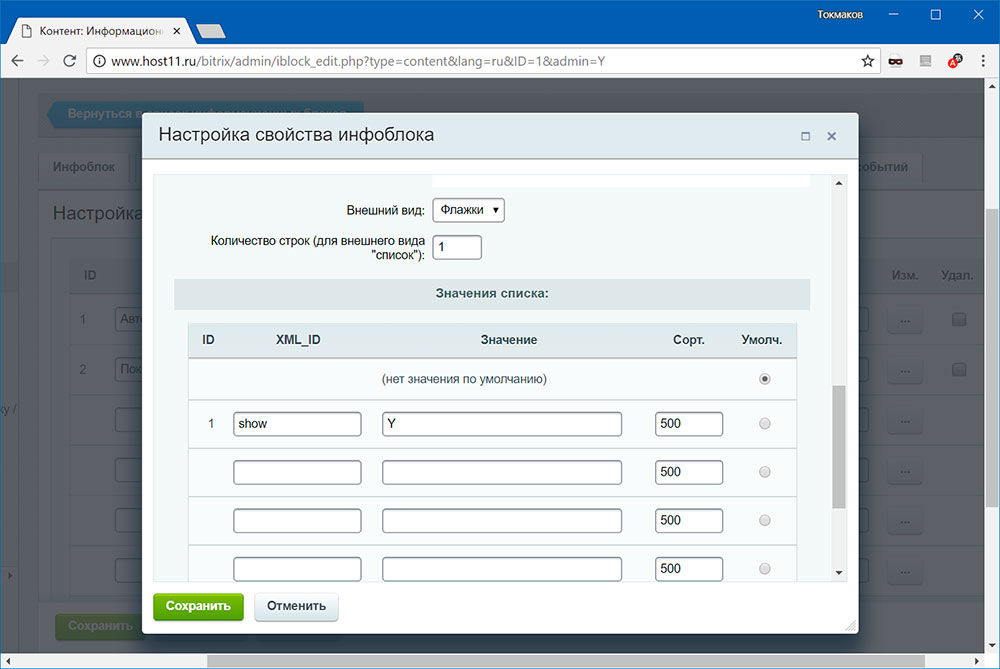 Токмаков
Контент: Информацион
www.host11.ru/bitrix/admin/iblock_edit.php?type=content&lang=ru&ID=1&admin=Y
Вернуться в
Настройка свойства инфоблока
Инфоблок
событий
Настройка
Внешний вид: Флажки
Количество строк (для внешнего вида
"список"): 1
Значения списка:
ID Изм. Удал.
ID XML_ID Значение Сорт. Умолч.
1 Авто ...
(нет значения по умолчанию)
2 Пок ...
1 show Y 500
ку /
...
500
...
500
...
500
...
Сохранить Отменить
Сохранить